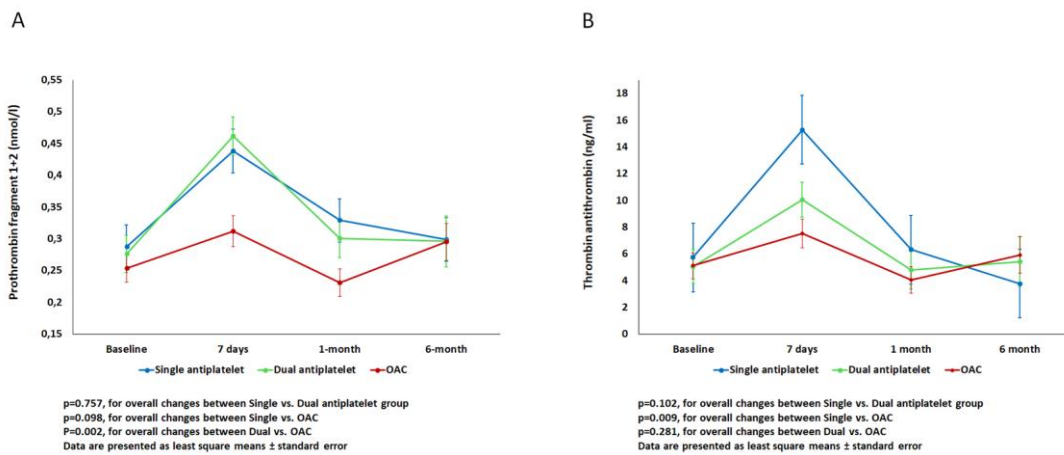 A
Prothrombin fragment 1+2 (nmol/l)
0,55
0,5
0,45
0,4
0,35
0,3
0,25
0,2
0,15
Baseline 7 days 1-month 6-month
Single antiplatelet Dual antiplatelet OAC
p=0.757, for overall changes between Single vs. Dual antiplatelet group
p=0.098, for overall changes between Single vs. OAC
P=0.002, for overall changes between Dual vs. OAC
Data are presented as least square means ± standard error
B
Thrombin antithrombin (ng/ml)
18
16
14
12
10
8
6
4
2
0
Baseline 7 days 1 month 6 month
Single antiplatelet Dual antiplatelet OAC
p=0.102, for overall changes between Single vs. Dual antiplatelet group
p=0.009, for overall changes between Single vs. OAC
p=0.281, for overall changes between Dual vs. OAC
Data are presented as least square means ± standard error